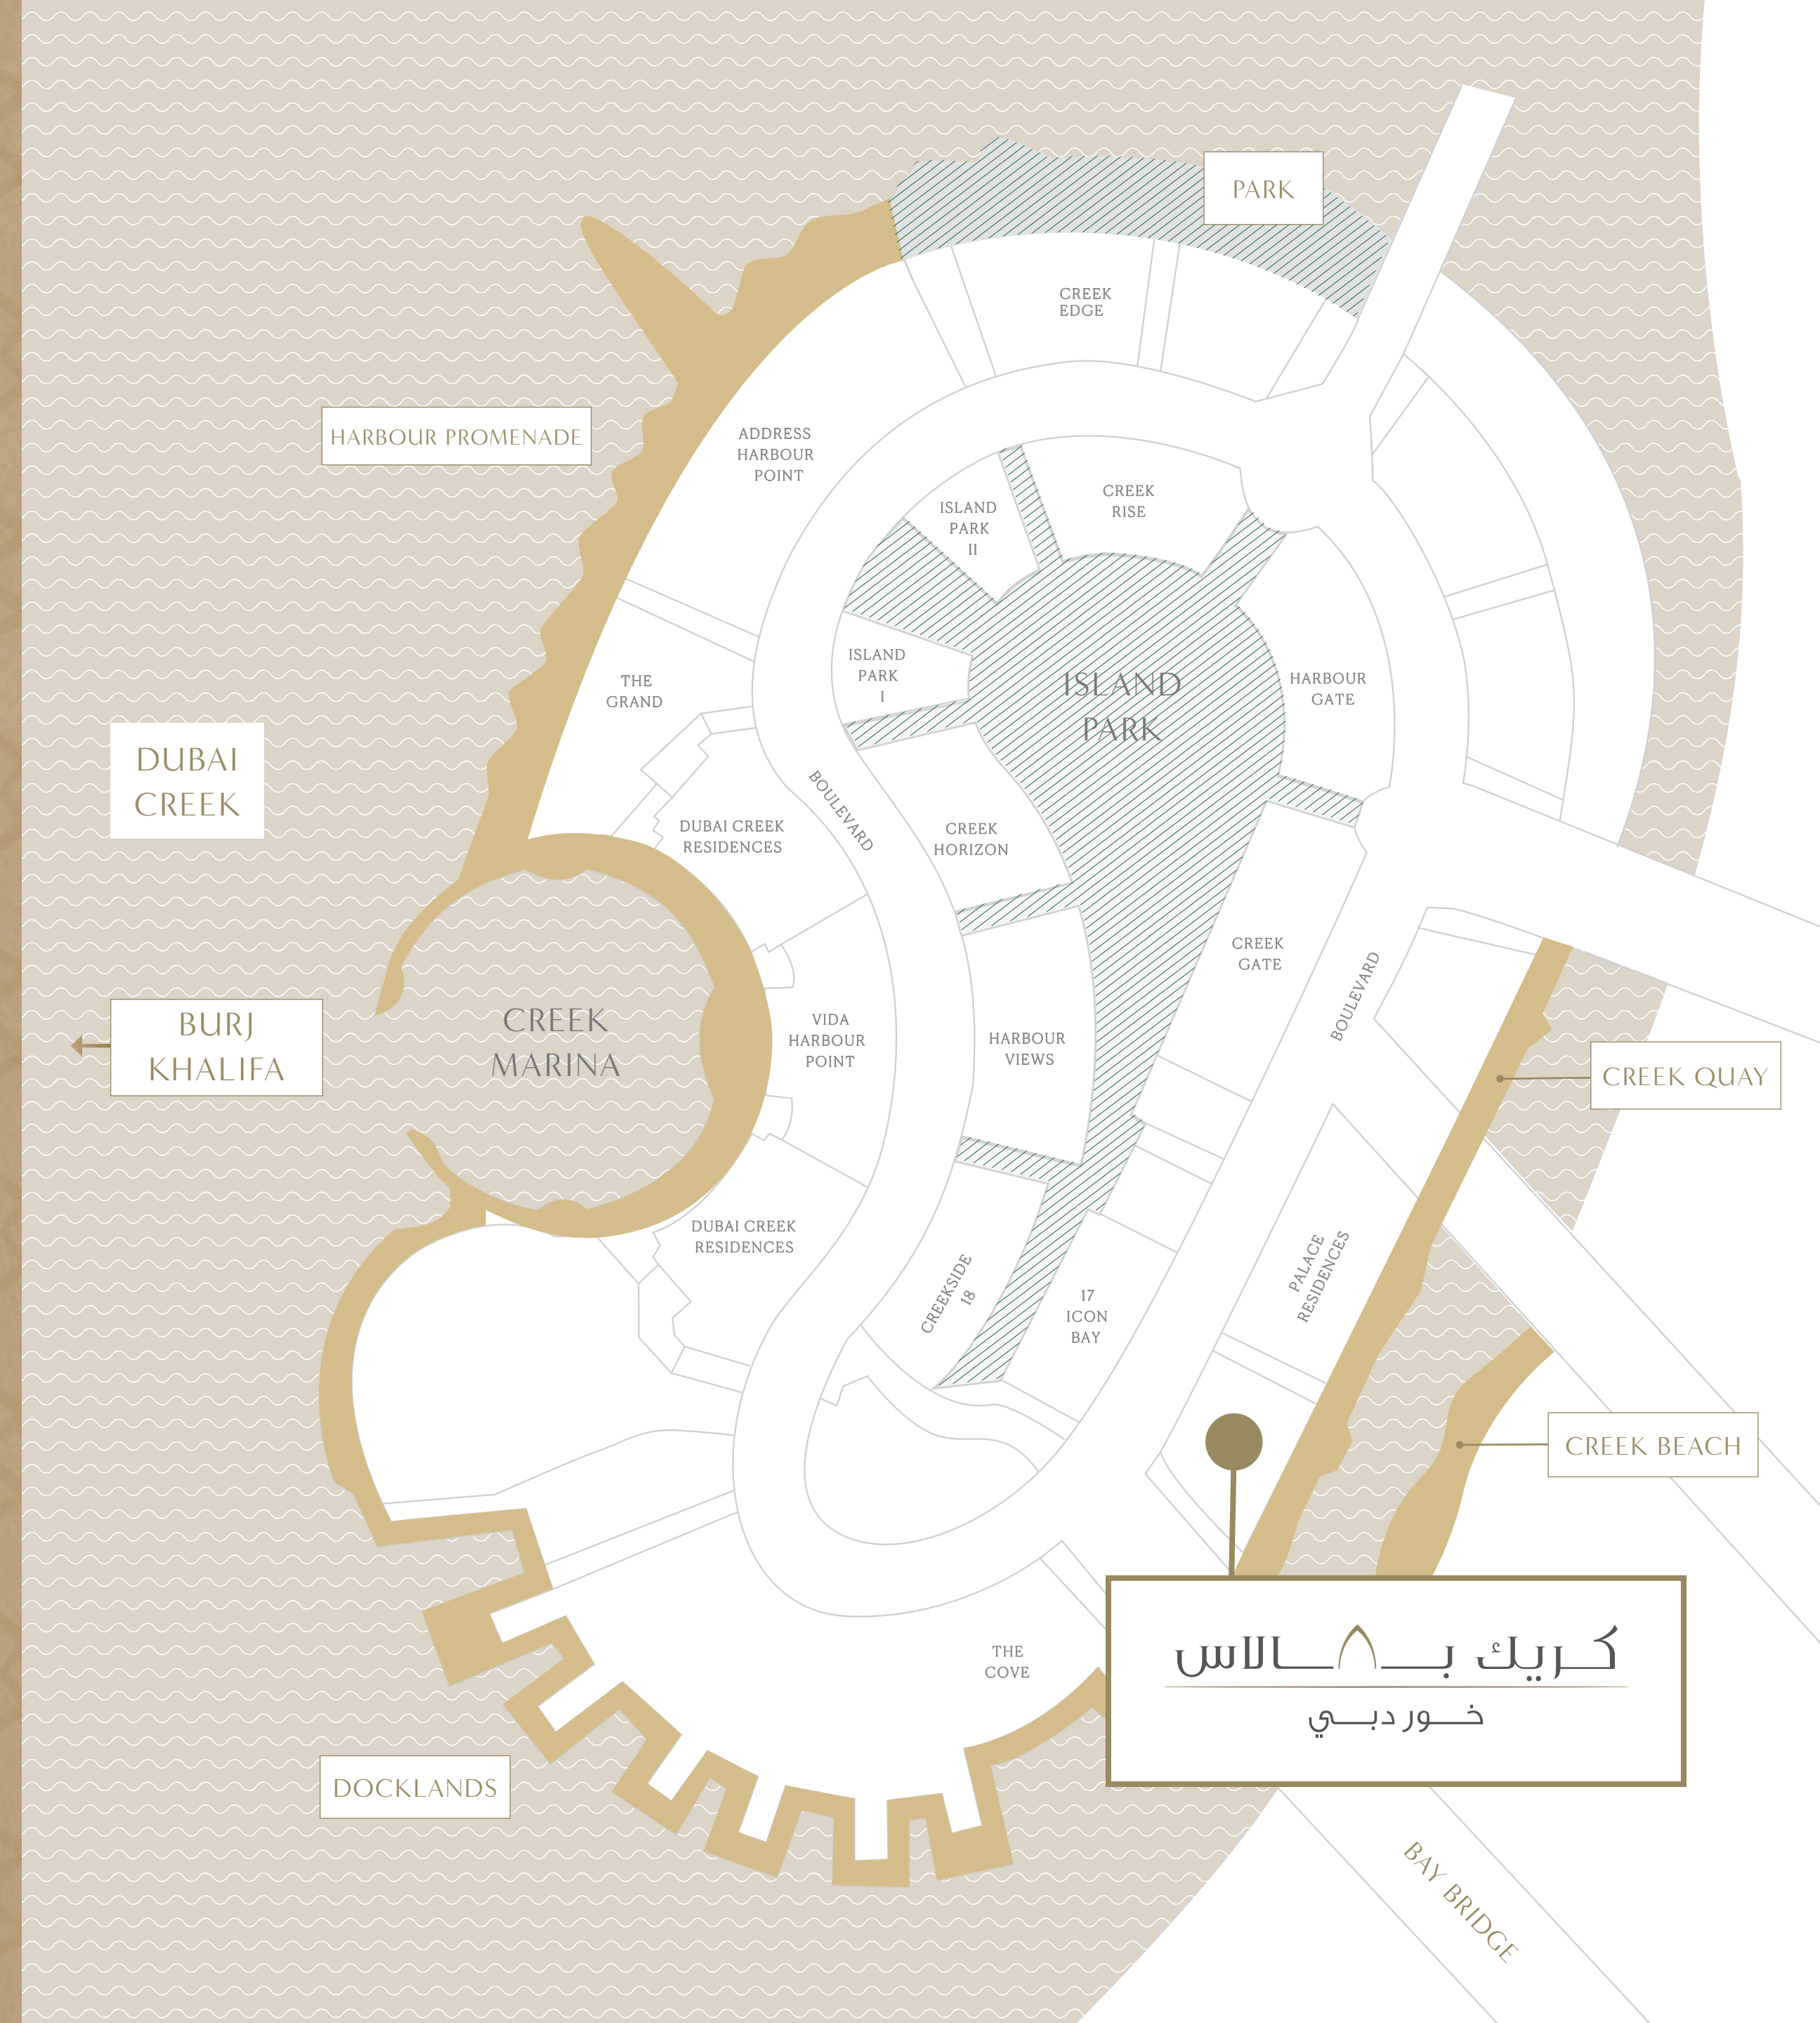 PARK
CREEK
EDGE
HARBOUR PROMENADE
ADDRESS
HARBOUR
POINT
ISLAND
PARK
II
CREEK
RISE
THE
GRAND
ISLAND
PARK
I
ISLAND
PARK
HARBOUR
GATE
DUBAI
CREEK
BOULEVARD
DUBAI CREEK
RESIDENCES
CREEK
HORIZON
CREEK
GATE
BOULEVARD
BURJ
KHALIFA
CREEK
MARINA
VIDA
HARBOUR
POINT
HARBOUR
VIEWS
CREEK QUAY
DUBAI CREEK
RESIDENCES
CREEKSIDE
18
17
ICON
BAY
PALACE
RESIDENCES
CREEK BEACH
THE
COVE
كريك بالاس
خور دبي
DOCKLANDS
BAY BRIDGE